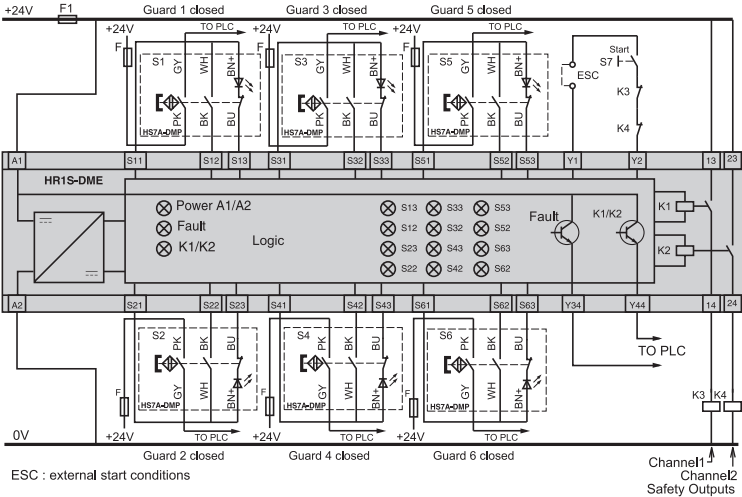 +24V F1 Guard 1 closed Guard 3 closed Guard 5 closed
+24V TO PLC +24V TO PLC +24V TO PLC
F S1 GY WH BN+ F S3 GY WH BN+ F S5 GY WH BN+
Start
S7
ESC
K3
K4
PK BK BU PK BK BU PK BK BU
HS7A-DMP HS7A-DMP HS7A-DMP
A1 S11 S12 S13 S31 S32 S33 S51 S52 S53 Y1 Y2 13 23
HR1S-DME
Power A1/A2 S13 S33 S53 Fault K1/K2 K1
Fault S12 S32 S52
K1/K2 Logic S23 S43 S63 K2
S22 S42 S62
A2 S21 S22 S23 S41 S42 S43 S61 S62 S63 Y34 Y44 14 24
S2 PK BK BU S4 PK BK BU S6 PK BK BU
TO PLC
F GY WH BN+ F GY WH BN+ F GY WH BN+ K3 K4
HS7A-DMP HS7A-DMP HS7A-DMP
+24V TO PLC +24V TO PLC +24V TO PLC
0V
Guard 2 closed Guard 4 closed Guard 6 closed
ESC : external start conditions
Channel1
Channel2
Safety Outputs